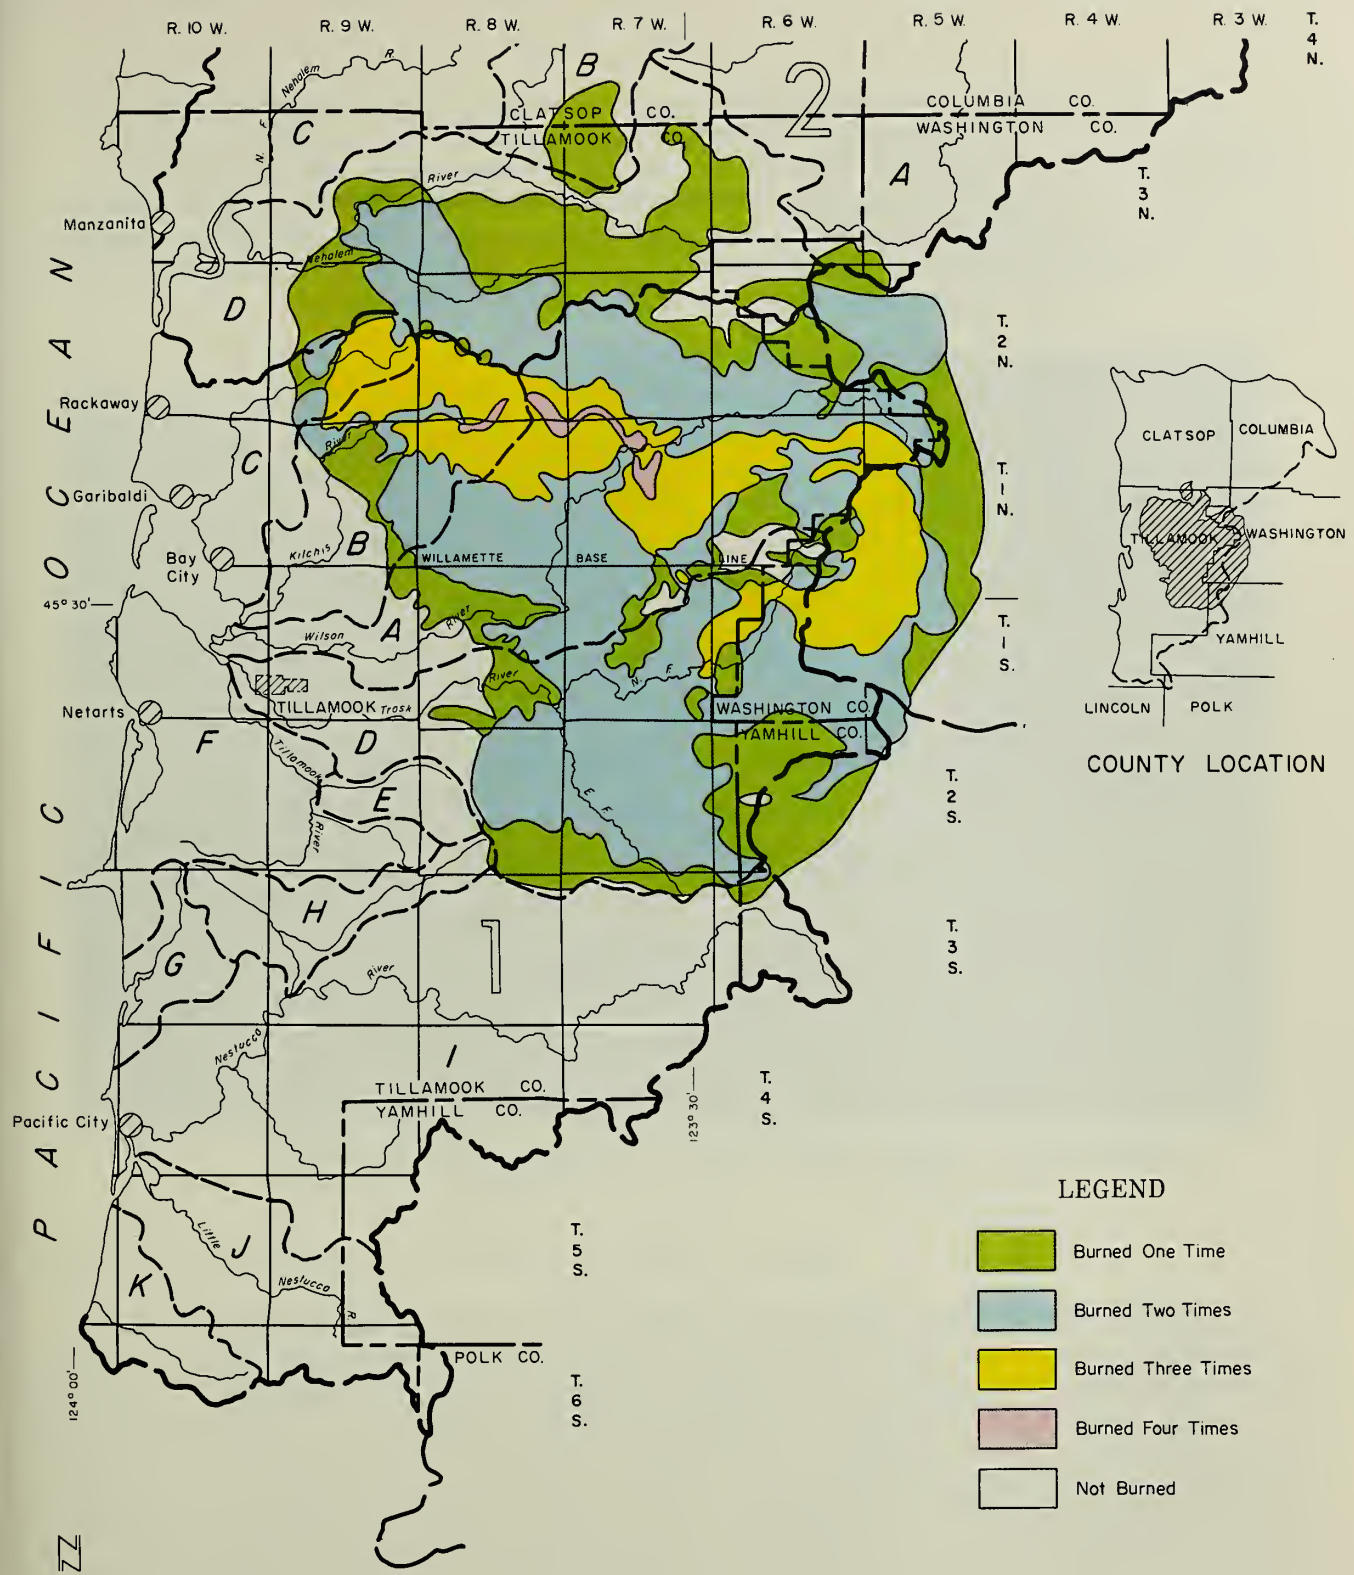 R. 10 W. R. 9 W. R. 8 W. R. 7 W. R. 6 W. R. 5 W. R. 4 W. R. 3 W. T. 4 N.
Nehalem R.
B
2
CLATSOP CO.
TILLAMOOK CO.
COLUMBIA CO.
WASHINGTON CO.
C
N. F.
River
A
T. 3 N.
Manzanita
Nehalem
D
T. 2 N.
Rackaway
River
C
T. 1 N.
Garibaldi
Kilchis
B
Bay
City
WILLAMETTE BASE LINE
45° 30'
Wilson River
A
T. 1 S.
N. F.
River
TILLAMOOK Trask
Netarts
WASHINGTON CO.
YAMHILL CO.
F
D
Tillamook
River
E
E. F.
T. 2 S.
H
1
G
River
T. 3 S.
Nestucco
I
TILLAMOOK CO.
YAMHILL CO.
123° 30'
T. 4 S.
Pacific City
Little
Nestucco
R.
J
K
T. 5 S.
POLK CO.
124° 00'
T. 6 S.
PACIFIC OCEAN
CLATSOP COLUMBIA
TILLAMOOK WASHINGTON
YAMHILL
LINCOLN POLK
COUNTY LOCATION
LEGEND
Burned One Time
Burned Two Times
Burned Three Times
Burned Four Times
Not Burned